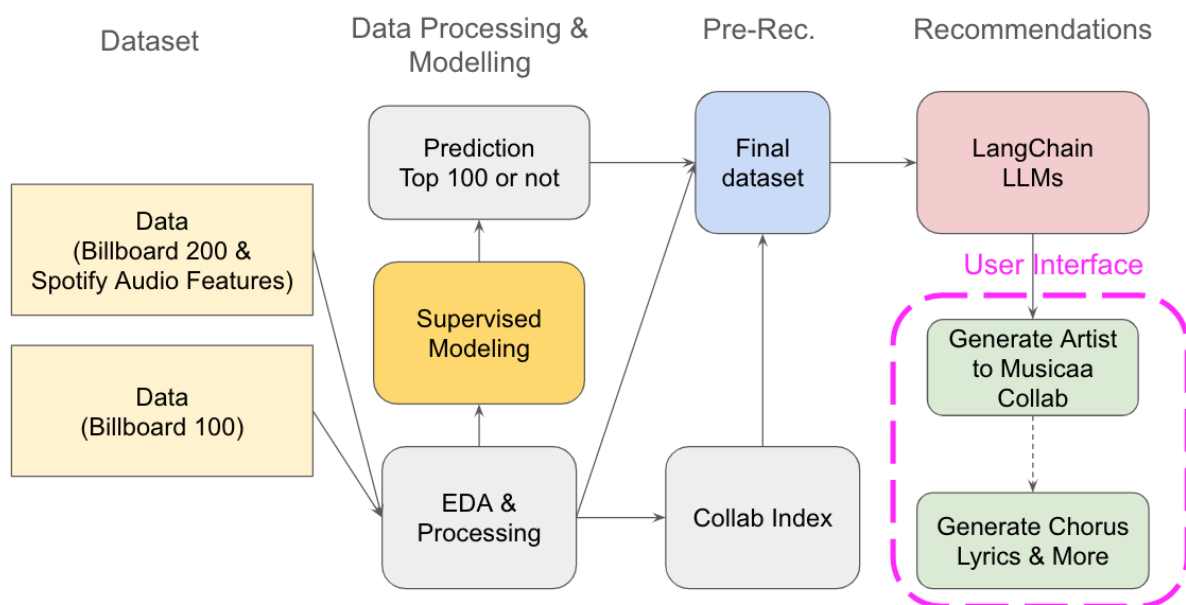 Dataset
Data Processing &
Modelling
Pre-Rec.
Recommendations
Prediction
Top 100 or not
Final
dataset
LangChain
LLMs
Data
(Billboard 200 &
Spotify Audio Features)
User Interface
Supervised
Modeling
Generate Artist
to Musicaa
Collab
Data
(Billboard 100)
EDA &
Processing
Collab Index
Generate Chorus
Lyrics & More